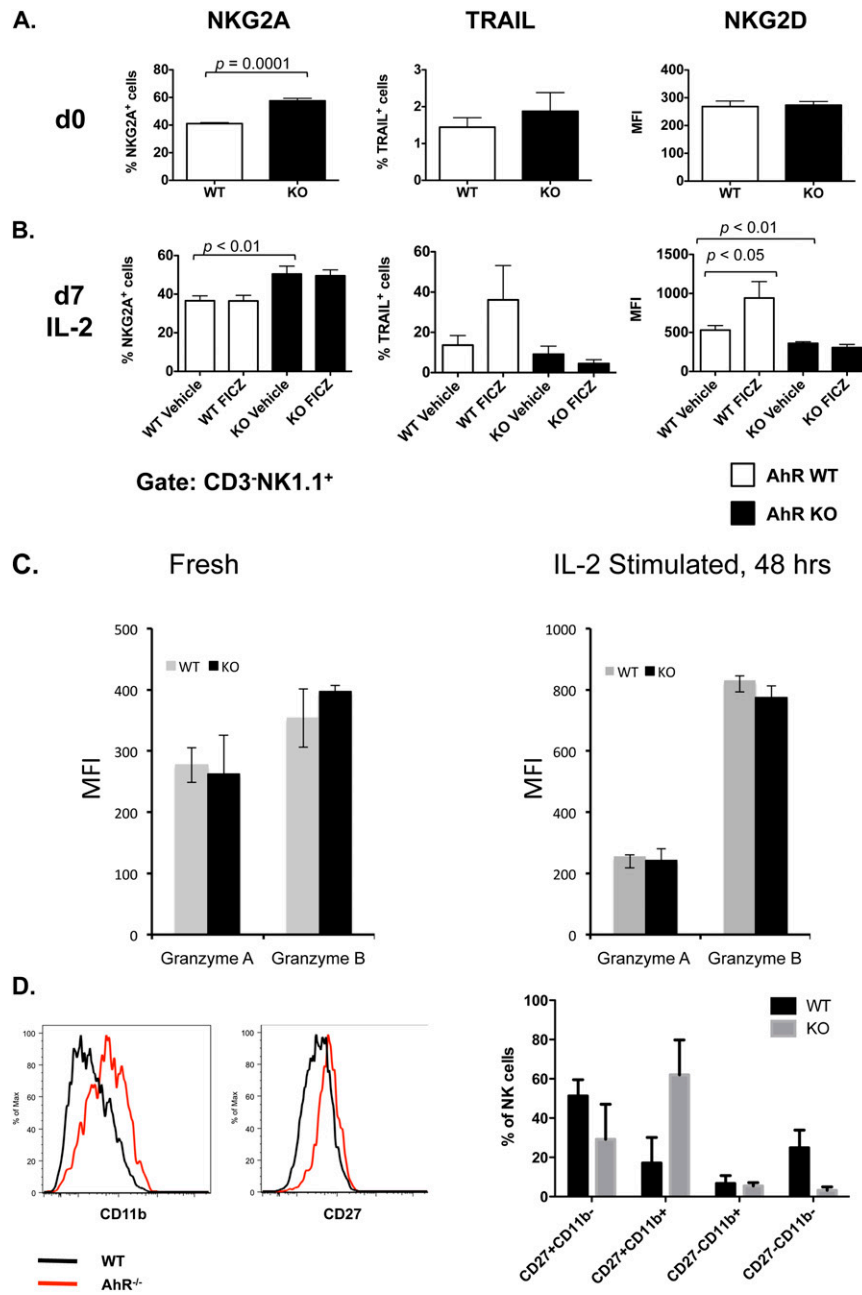 A. NKG2A TRAIL NKG2D
d0
p = 0.0001
% NKG2A+ cells
80
60
40
20
0
WT KO
% TRAIL+ cells
3
2
1
0
WT KO
MFI
400
300
200
100
0
WT KO
B.
d7
IL-2
p < 0.01
% NKG2A+ cells
60
40
20
0
WT Vehicle
WT FICZ
KO Vehicle
KO FICZ
% TRAIL+ cells
60
40
20
0
WT Vehicle
WT FICZ
KO Vehicle
KO FICZ
p < 0.01
p < 0.05
MFI
1500
1000
500
0
WT Vehicle
WT FICZ
KO Vehicle
KO FICZ
Gate: CD3-NK1.1+
AhR WT
AhR KO
C. Fresh IL-2 Stimulated, 48 hrs
MFI
500
400
300
200
100
0
WT KO
Granzyme A Granzyme B
MFI
1000
800
600
400
200
0
WT KO
Granzyme A Granzyme B
D.
% of Max
100
80
60
40
20
0
CD11b
% of Max
100
80
60
40
20
0
CD27
WT
AhR-/-
% of NK cells
100
80
60
40
20
0
WT
KO
CD27+CD11b-
CD27+CD11b+
CD27-CD11b+
CD27-CD11b-